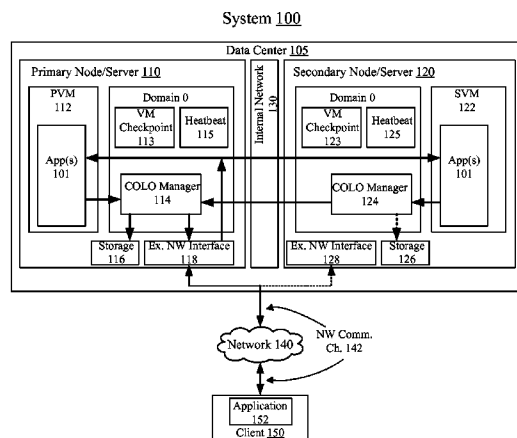 System 100
Data Center 105
Primary Node/Server 110
PVM
112
App(s)
101
Domain 0
VM
Checkpoint
113
Heatbeat
115
COLO Manager
114
Storage
116
Ex. NW Interface
118
Internal Network
130
Secondary Node/Server 120
Domain 0
VM
Checkpoint
123
Heatbeat
125
SVM
122
App(s)
101
COLO Manager
124
Ex. NW Interface
128
Storage
126
NW Comm.
Ch. 142
Network 140
Application
152
Client 150